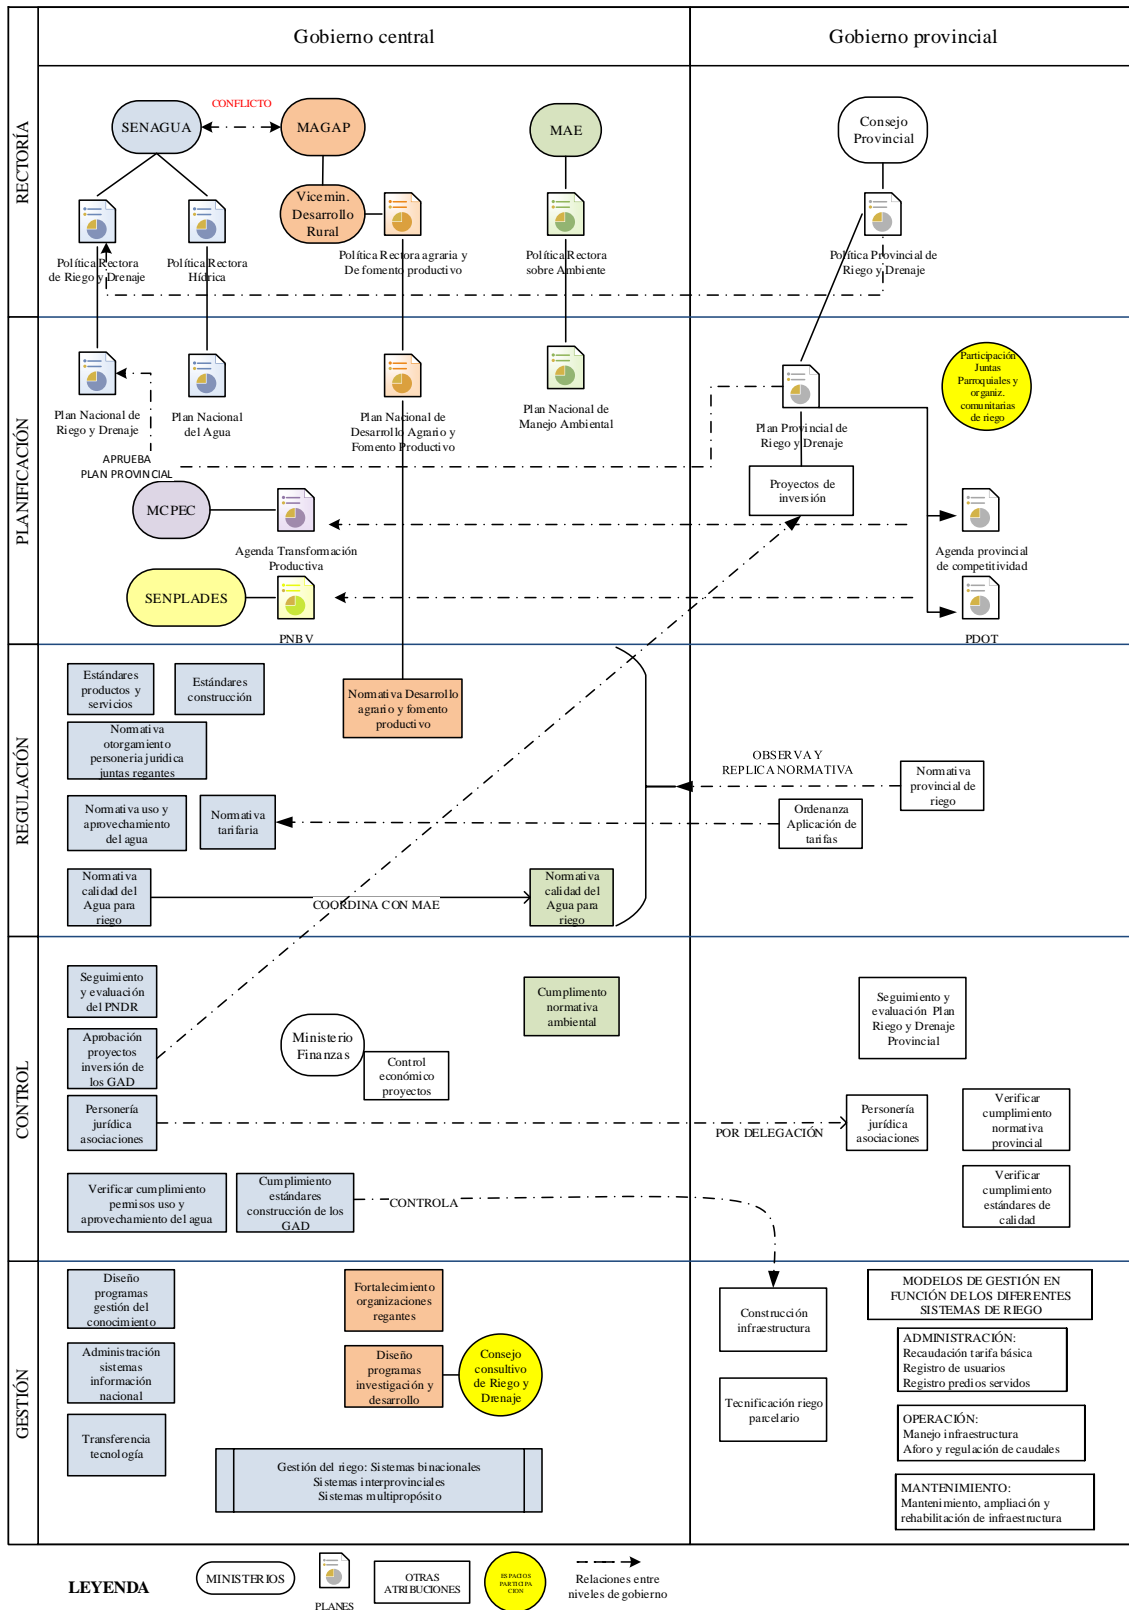 Gobierno central
Gobierno provincial
RECTORÍA
SENAGUA
CONFLICTO
MAGAP
MAE
Consejo
Provincial
Vicemin.
Desarrollo
Rural
Política Rectora
de Riego y Drenaje
Política Rectora
Hídrica
Política Rectora agraria y
De fomento productivo
Política Rectora
sobre Ambiente
Política Provincial de
Riego y Drenaje
PLANIFICACIÓN
Plan Nacional de
Riego y Drenaje
Plan Nacional
del Agua
Plan Nacional de
Desarrollo Agrario y
Fomento Productivo
Plan Nacional de
Manejo Ambiental
Plan Provincial de
Riego y Drenaje
Participación
Juntas
Parroquiales y
organiz.
comunitarias
de riego
APRUEBA
PLAN PROVINCIAL
Proyectos de
inversión
MCPEC
Agenda Transformación
Productiva
Agenda provincial
de competitividad
SENPLADES
PNBV
PDOT
REGULACIÓN
Estándares
productos y
servicios
Estándares
construcción
Normativa Desarrollo
agrario y fomento
productivo
Normativa
otorgamiento
personeria juridica
juntas regantes
OBSERVA Y
REPLICA NORMATIVA
Normativa
provincial de
riego
Normativa uso y
aprovechamiento
del agua
Normativa
tarifaria
Ordenanza
Aplicación de
tarifas
Normativa
calidad del
Agua para
riego
COORDINA CON MAE
Normativa
calidad del
Agua para
riego
CONTROL
Seguimiento
y evaluación
del PNDR
Cumplimento
normativa
ambiental
Seguimiento y
evaluación Plan
Riego y Drenaje
Provincial
Aprobación
proyectos
inversión de
los GAD
Ministerio
Finanzas
Control
económico
proyectos
Personería
jurídica
asociaciones
POR DELEGACIÓN
Personería
jurídica
asociaciones
Verificar
cumplimiento
normativa
provincial
Verificar cumplimiento
permisos uso y
aprovechamiento del agua
Cumplimiento
estándares
construcción de los
GAD
CONTROLA
Verificar
cumplimiento
estándares de
calidad
GESTIÓN
Diseño
programas
gestión del
conocimiento
Fortalecimiento
organizaciones
regantes
Construcción
infraestructura
MODELOS DE GESTIÓN EN
FUNCIÓN DE LOS DIFERENTES
SISTEMAS DE RIEGO
Administración
sistemas
información
nacional
Diseño
programas
investigación y
desarrollo
Consejo
consultivo
de Riego y
Drenaje
ADMINISTRACIÓN:
Recaudación tarifa básica
Registro de usuarios
Registro predios servidos
Tecnificación riego
parcelario
Transferencia
tecnología
OPERACIÓN:
Manejo infraestructura
Aforo y regulación de caudales
Gestión del riego: Sistemas binacionales
Sistemas interprovinciales
Sistemas multipropósito
MANTENIMIENTO:
Mantenimiento, ampliación y
rehabilitación de infraestructura
LEYENDA
MINISTERIOS
PLANES
OTRAS
ATRIBUCIONES
ESPACIOS
PARTICIPA
CION
Relaciones entre
niveles de gobierno